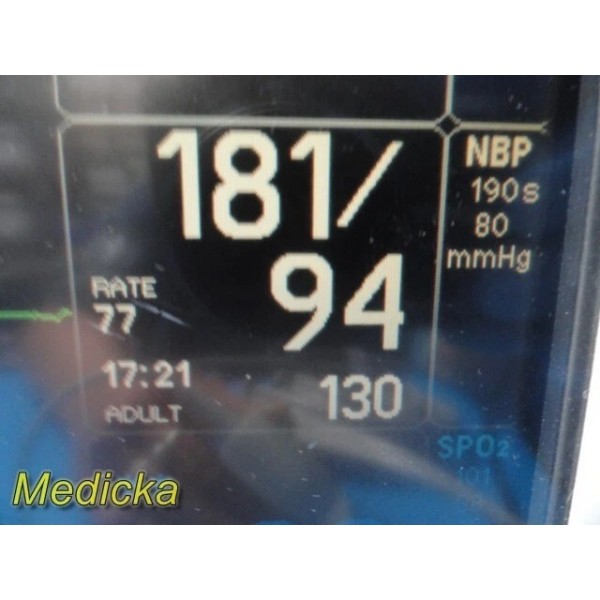 181/
94
NBP
190s
80
mmHg
RATE
77
17:21
130
ADULT
SPO2
Medicka